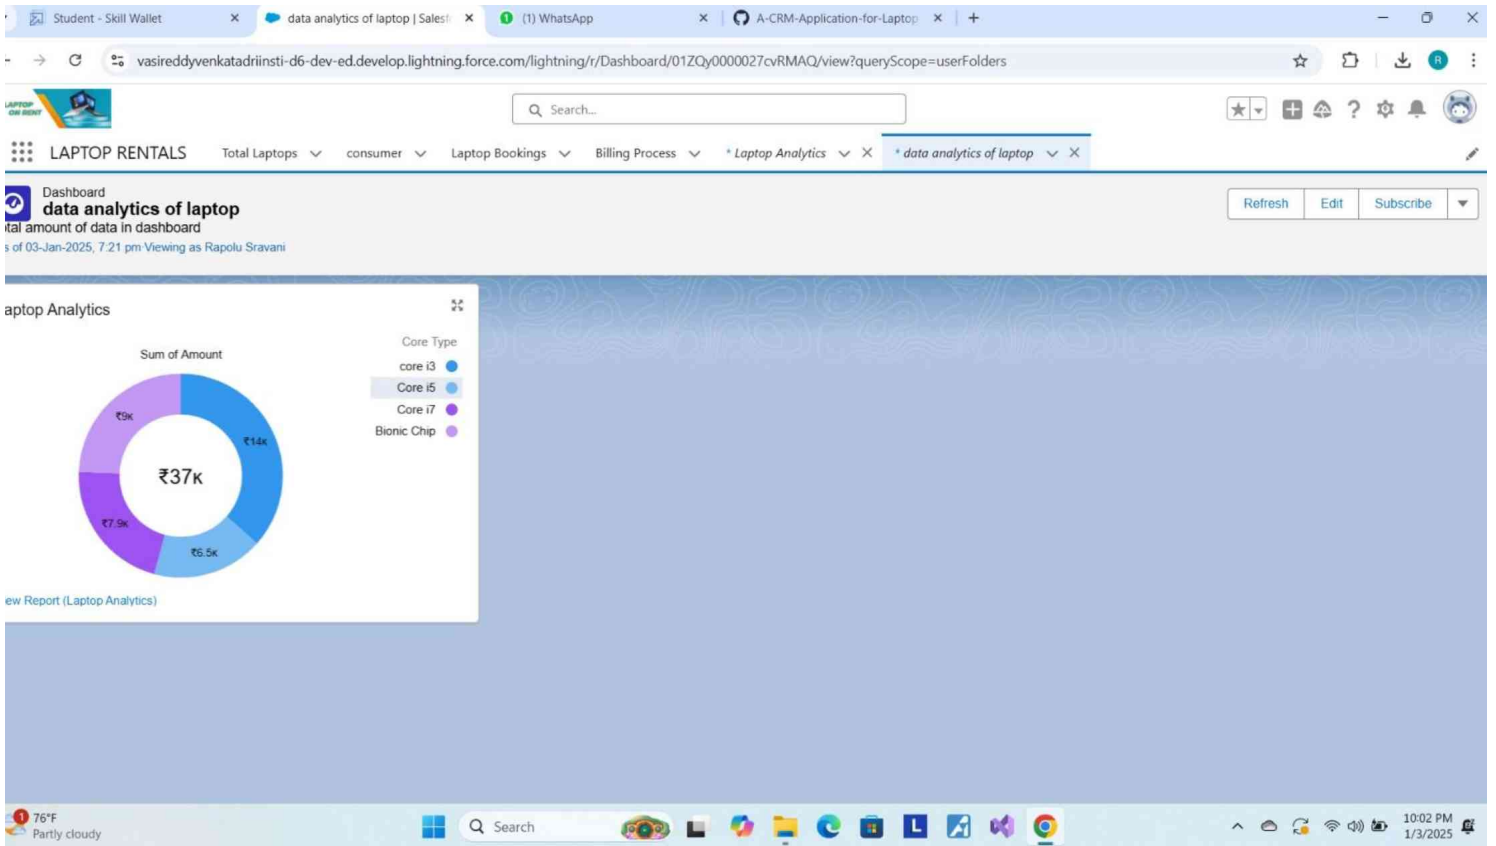 Student - Skill Wallet
data analytics of laptop | Salesf
(1) WhatsApp
A-CRM-Application-for-Laptop
vasireddyvenkatadriinsti-d6-dev-ed.develop.lightning.force.com/lightning/r/Dashboard/01ZQy0000027cvRMAQ/view?queryScope=userFolders
R
LAPTOP
ON RENT
Search...
LAPTOP RENTALS
Total Laptops
consumer
Laptop Bookings
Billing Process
* Laptop Analytics
* data analytics of laptop
Dashboard
data analytics of laptop
tal amount of data in dashboard
s of 03-Jan-2025, 7:21 pm·Viewing as Rapolu Sravani
Refresh
Edit
Subscribe
aptop Analytics
Sum of Amount
Core Type
core i3
Core i5
Core i7
Bionic Chip
₹9K
₹14K
₹37K
₹7.9K
₹6.5K
ew Report (Laptop Analytics)
1
76°F
Partly cloudy
Search
L
10:02 PM
1/3/2025